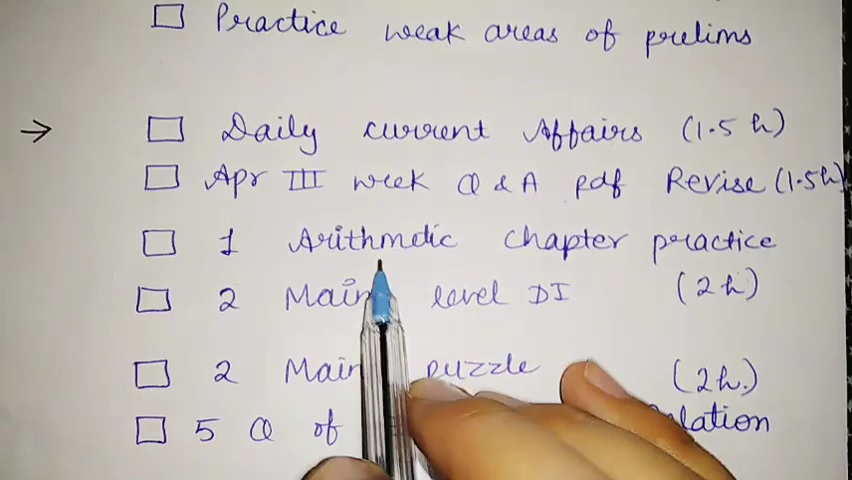 Practice weak areas of prelims
→ Daily current Affairs (1.5 h)
Apr III week Q & A pdf Revise (1.5h)
1 Arithmetic chapter practice
2 Main level DI (2h)
2 Main puzzle (2h.)
5 Q of